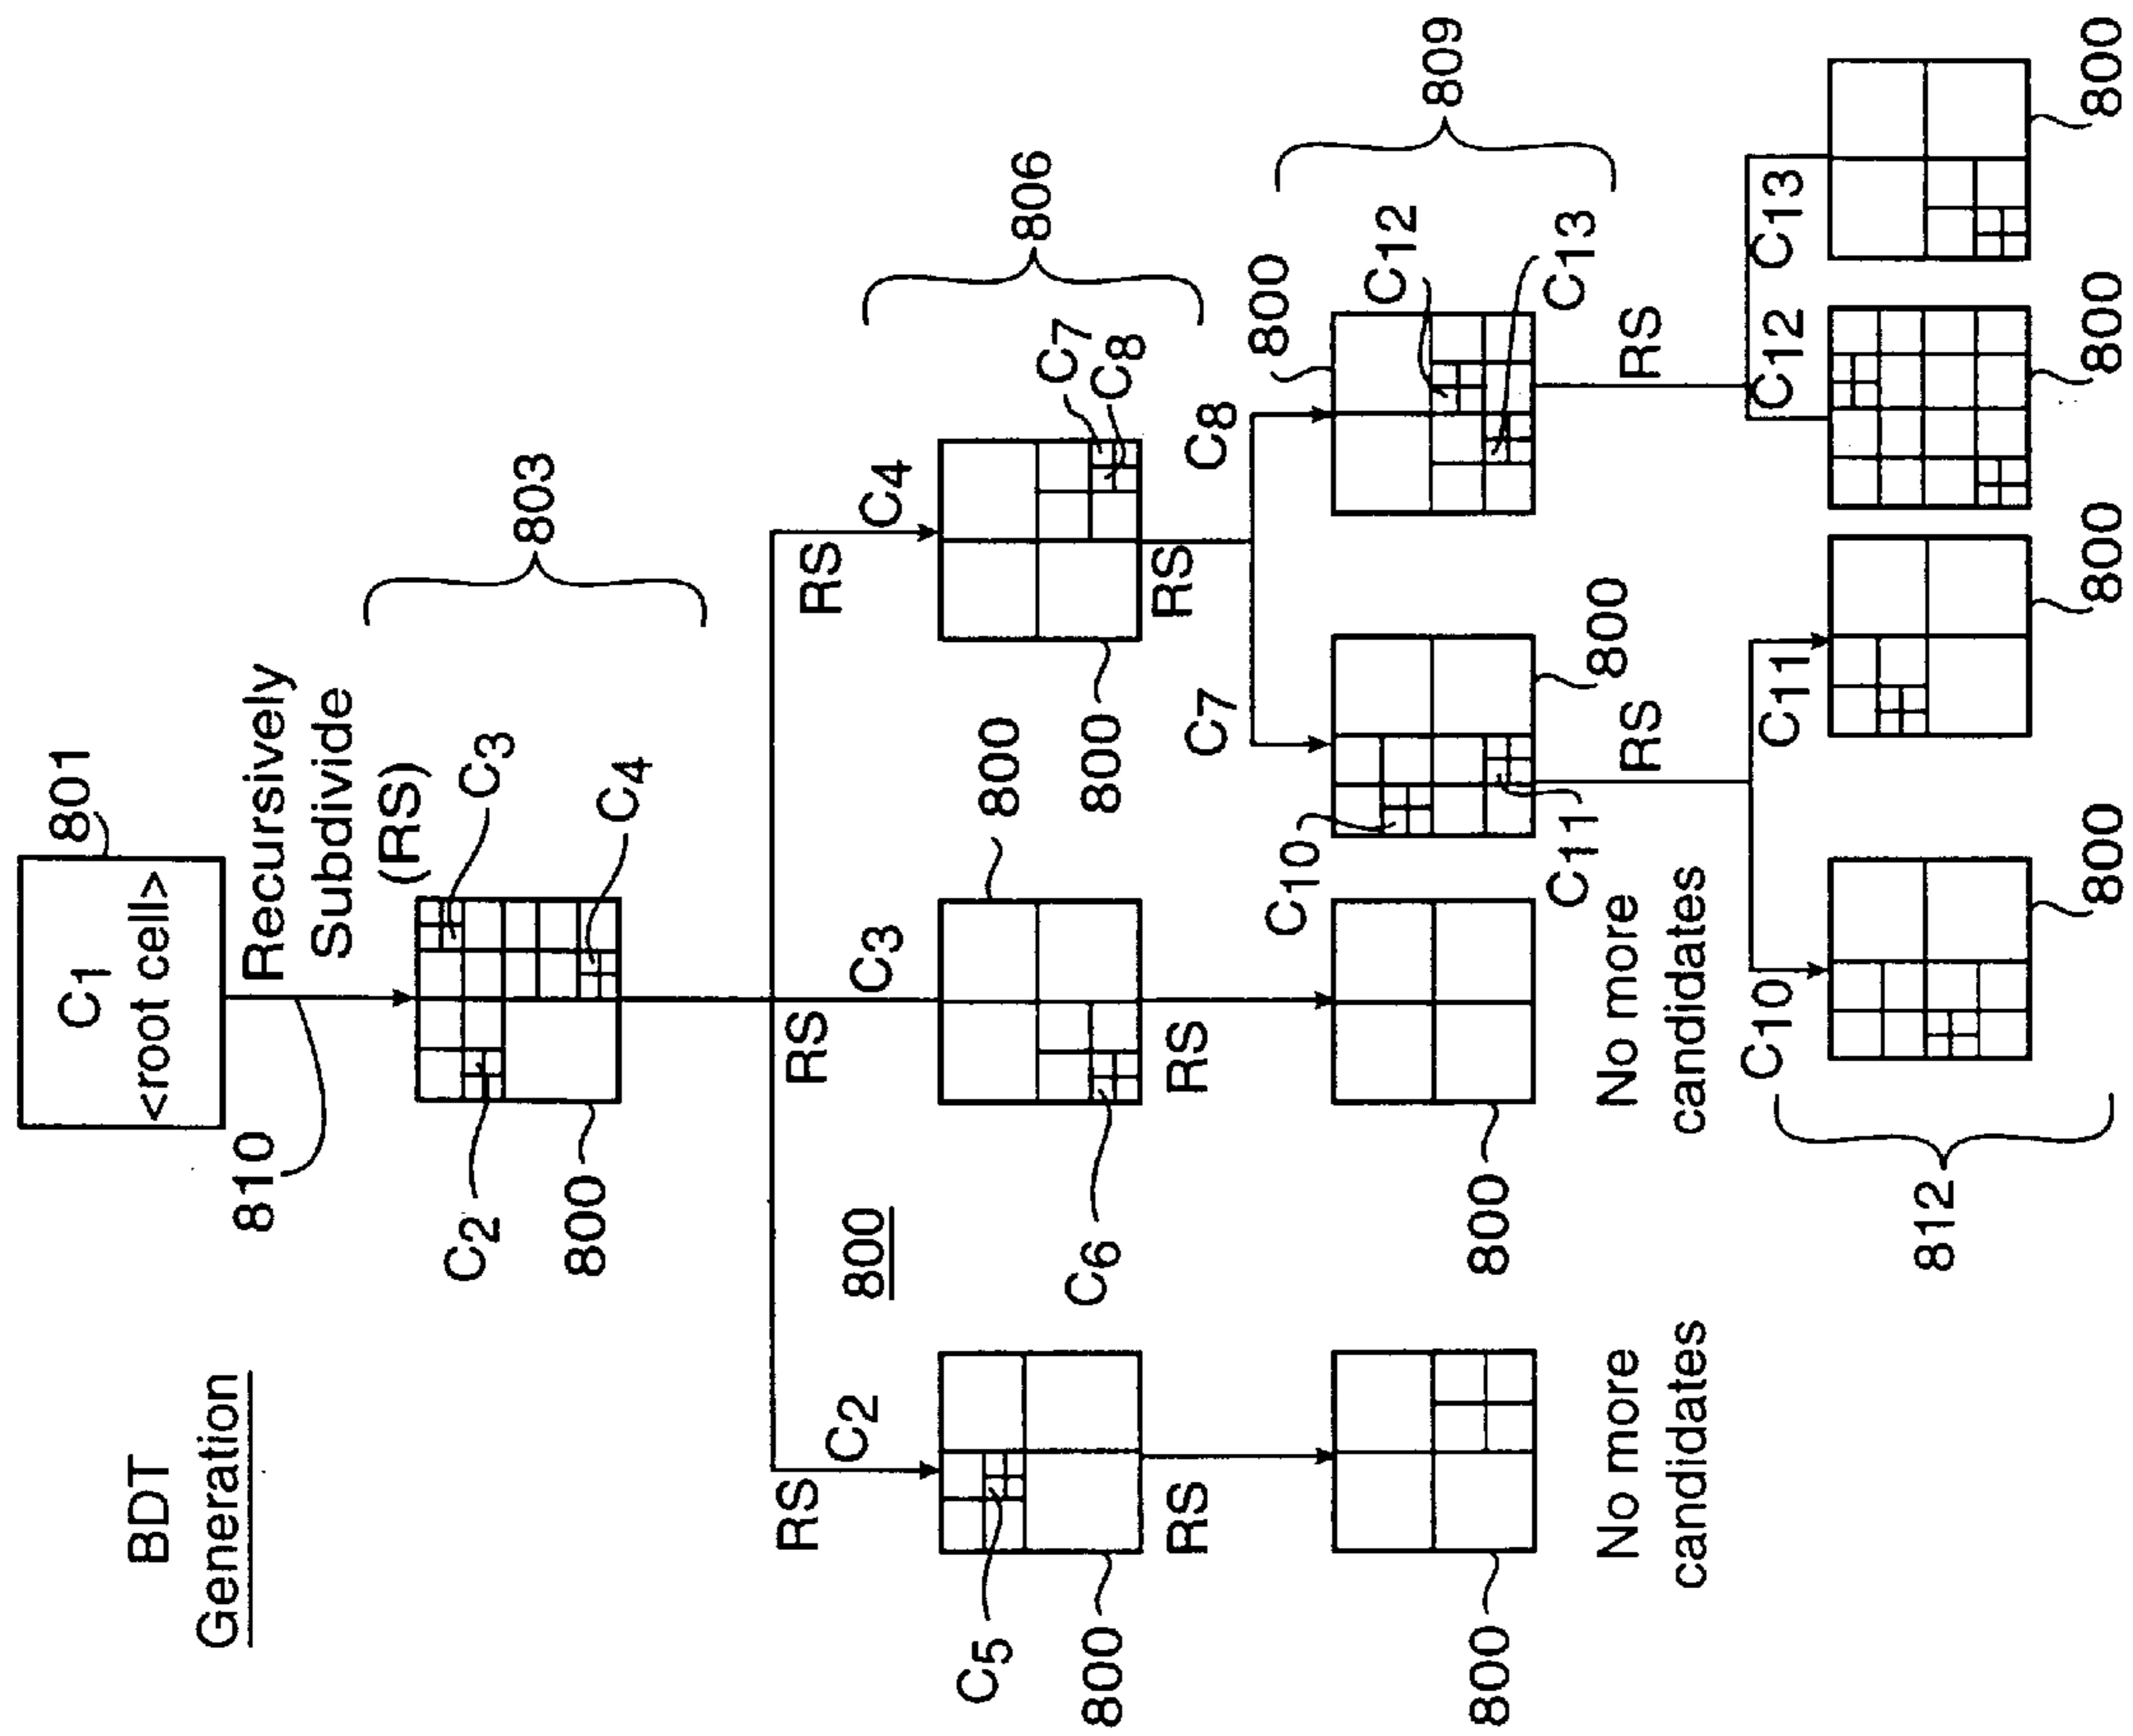 BDT
Generation
C1
<root cell>
801
810
Recursively
Subdivide
(RS)
803
C2
C3
C4
800
800
RS
C2
RS
C3
RS
C4
806
C5
800
C6
800
C7
C8
800
RS
RS
RS
C7
C8
809
800
No more
candidates
800
No more
candidates
C10
C11
800
800
C12
C13
RS
RS
C10
C11
C12
C13
812
800
800
800
800